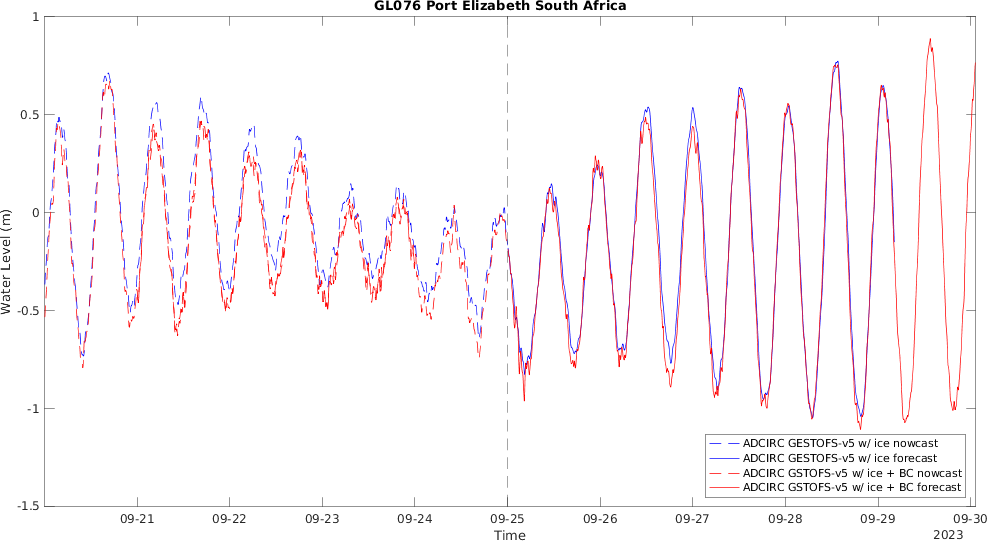 GL076 Port Elizabeth South Africa
1
0.5
0
-0.5
-1
-1.5
Water Level (m)
ADCIRC GESTOFS-v5 w/ ice nowcast
ADCIRC GESTOFS-v5 w/ ice forecast
ADCIRC GSTOFS-v5 w/ ice + BC nowcast
ADCIRC GSTOFS-v5 w/ ice + BC forecast
09-21 09-22 09-23 09-24 09-25 09-26 09-27 09-28 09-29 09-30
Time
2023